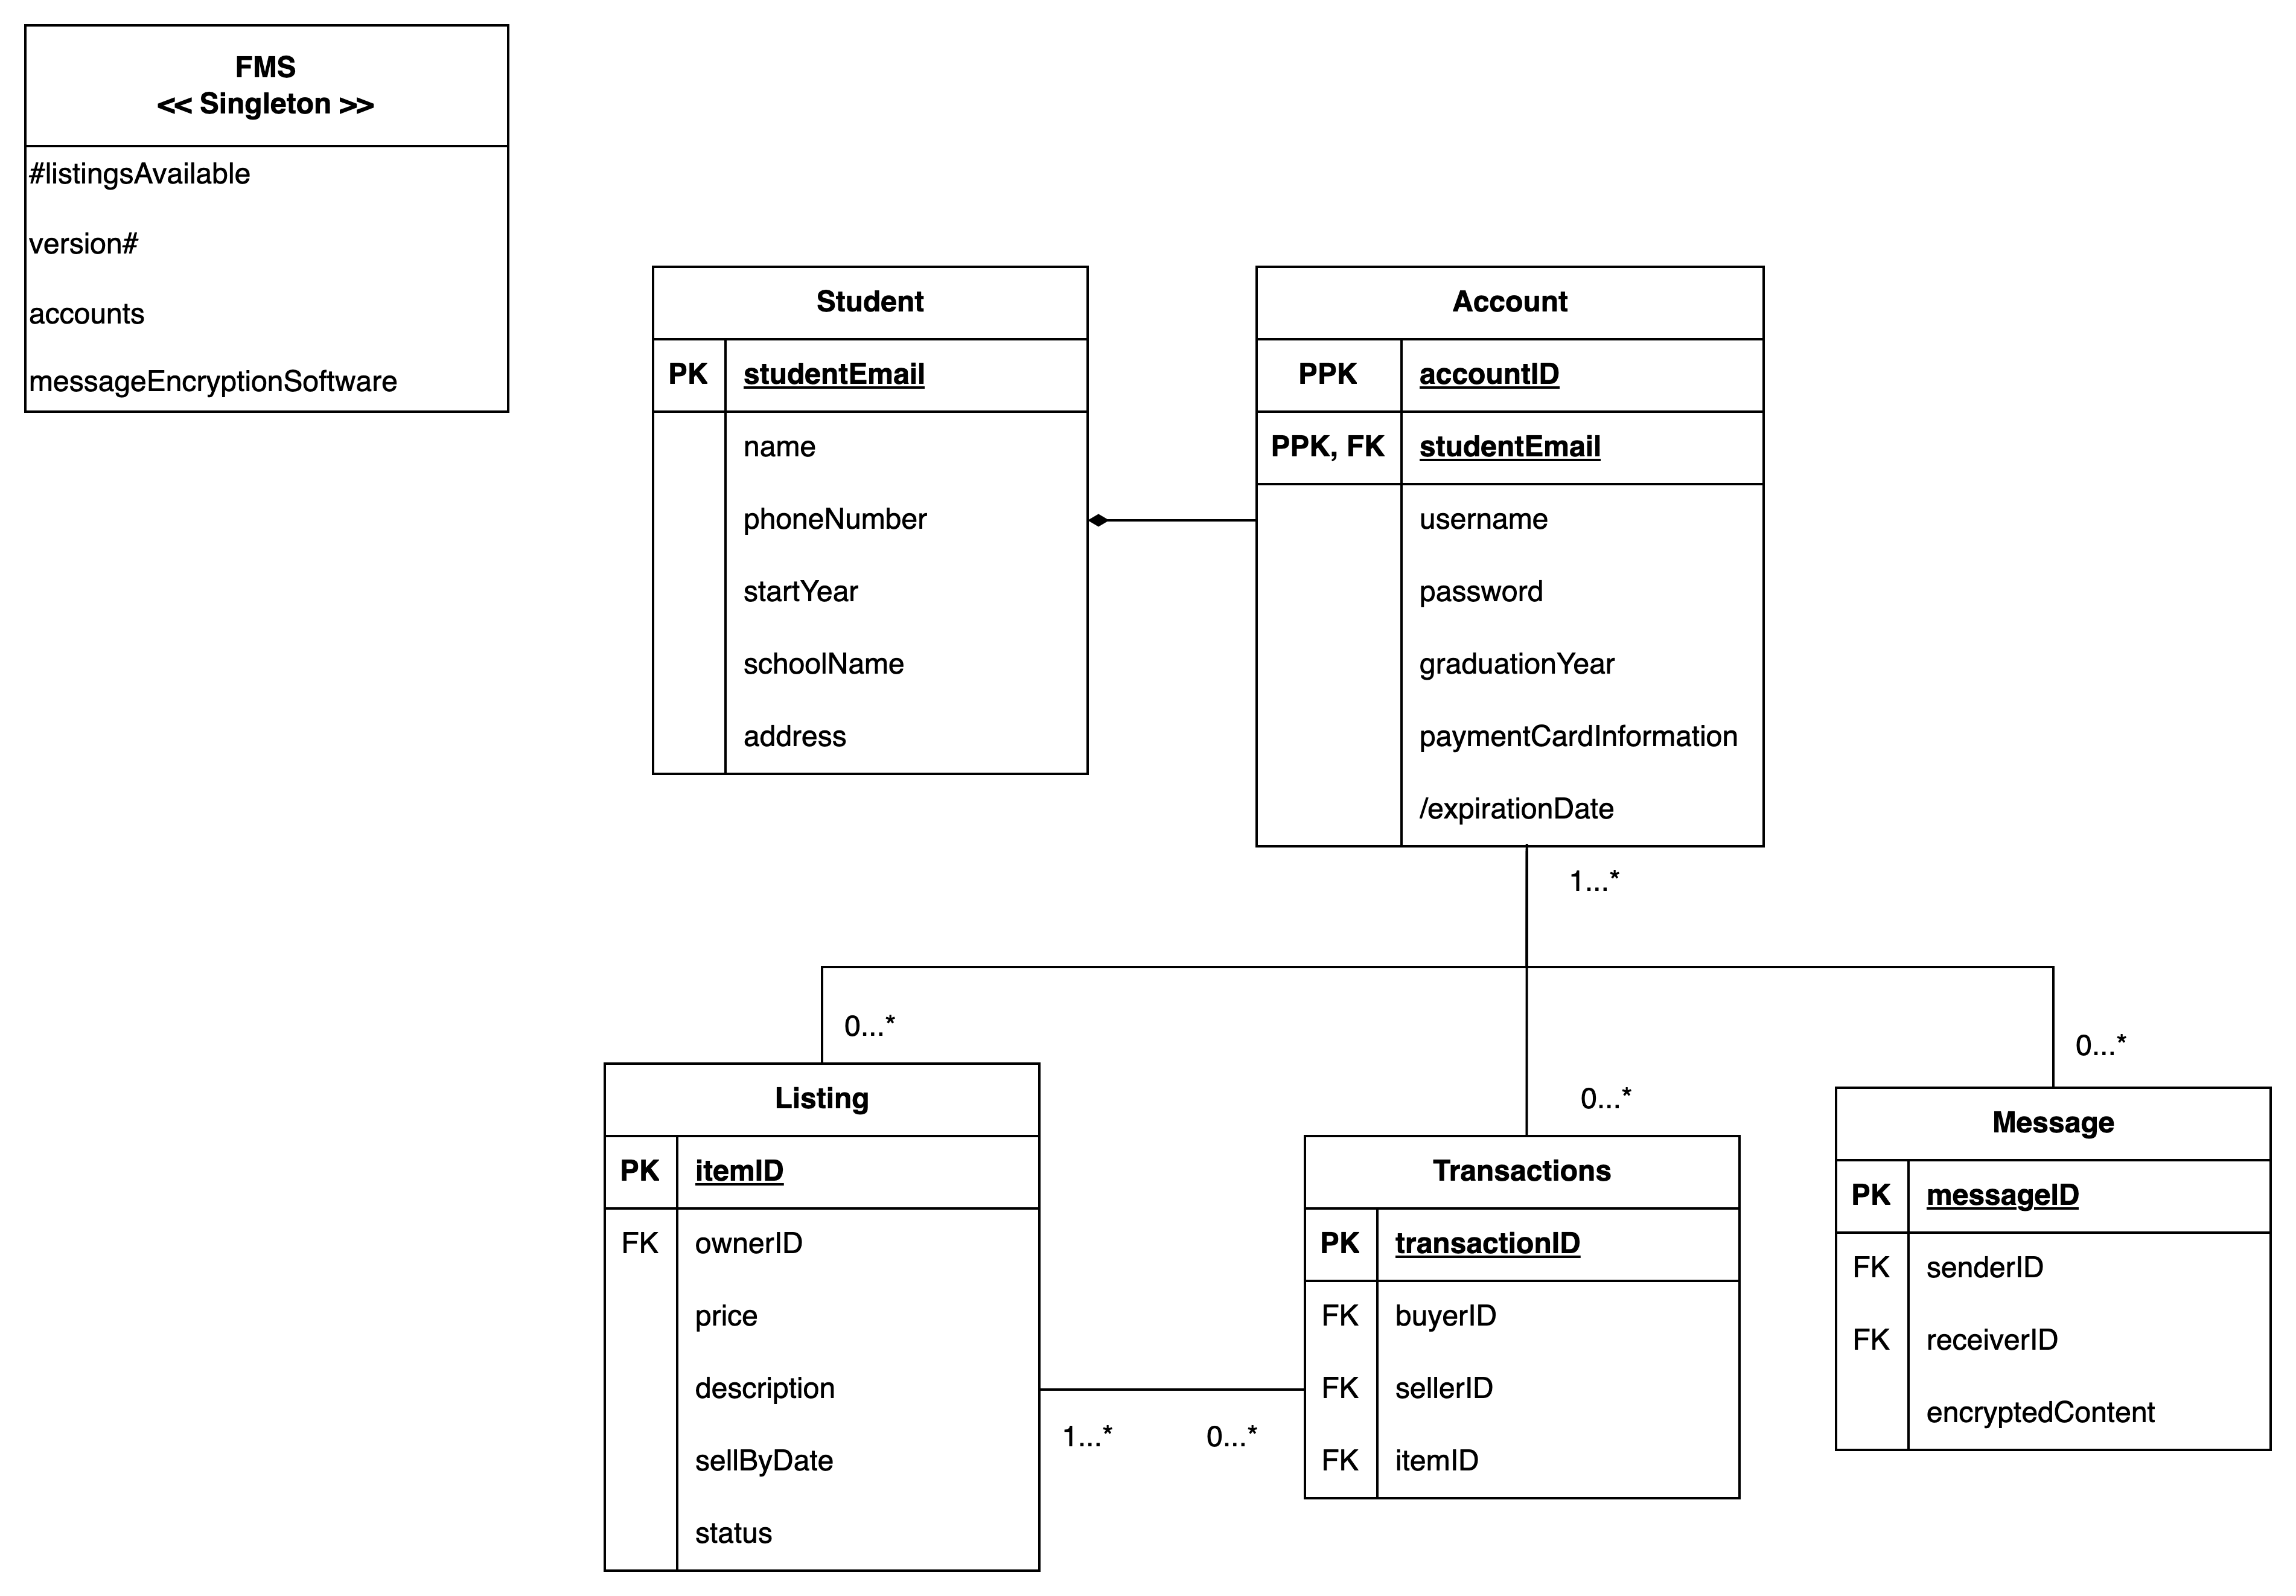 FMS
<< Singleton >>
#listingsAvailable
version#
accounts
messageEncryptionSoftware
Student
PK studentEmail
name
phoneNumber
startYear
schoolName
address
Account
PPK accountID
PPK, FK studentEmail
username
password
graduationYear
paymentCardInformation
/expirationDate
1...*
0...*
0...*
0...*
Listing
PK itemID
FK ownerID
price
description
sellByDate
status
1...*
0...*
Transactions
PK transactionID
FK buyerID
FK sellerID
FK itemID
Message
PK messageID
FK senderID
FK receiverID
encryptedContent